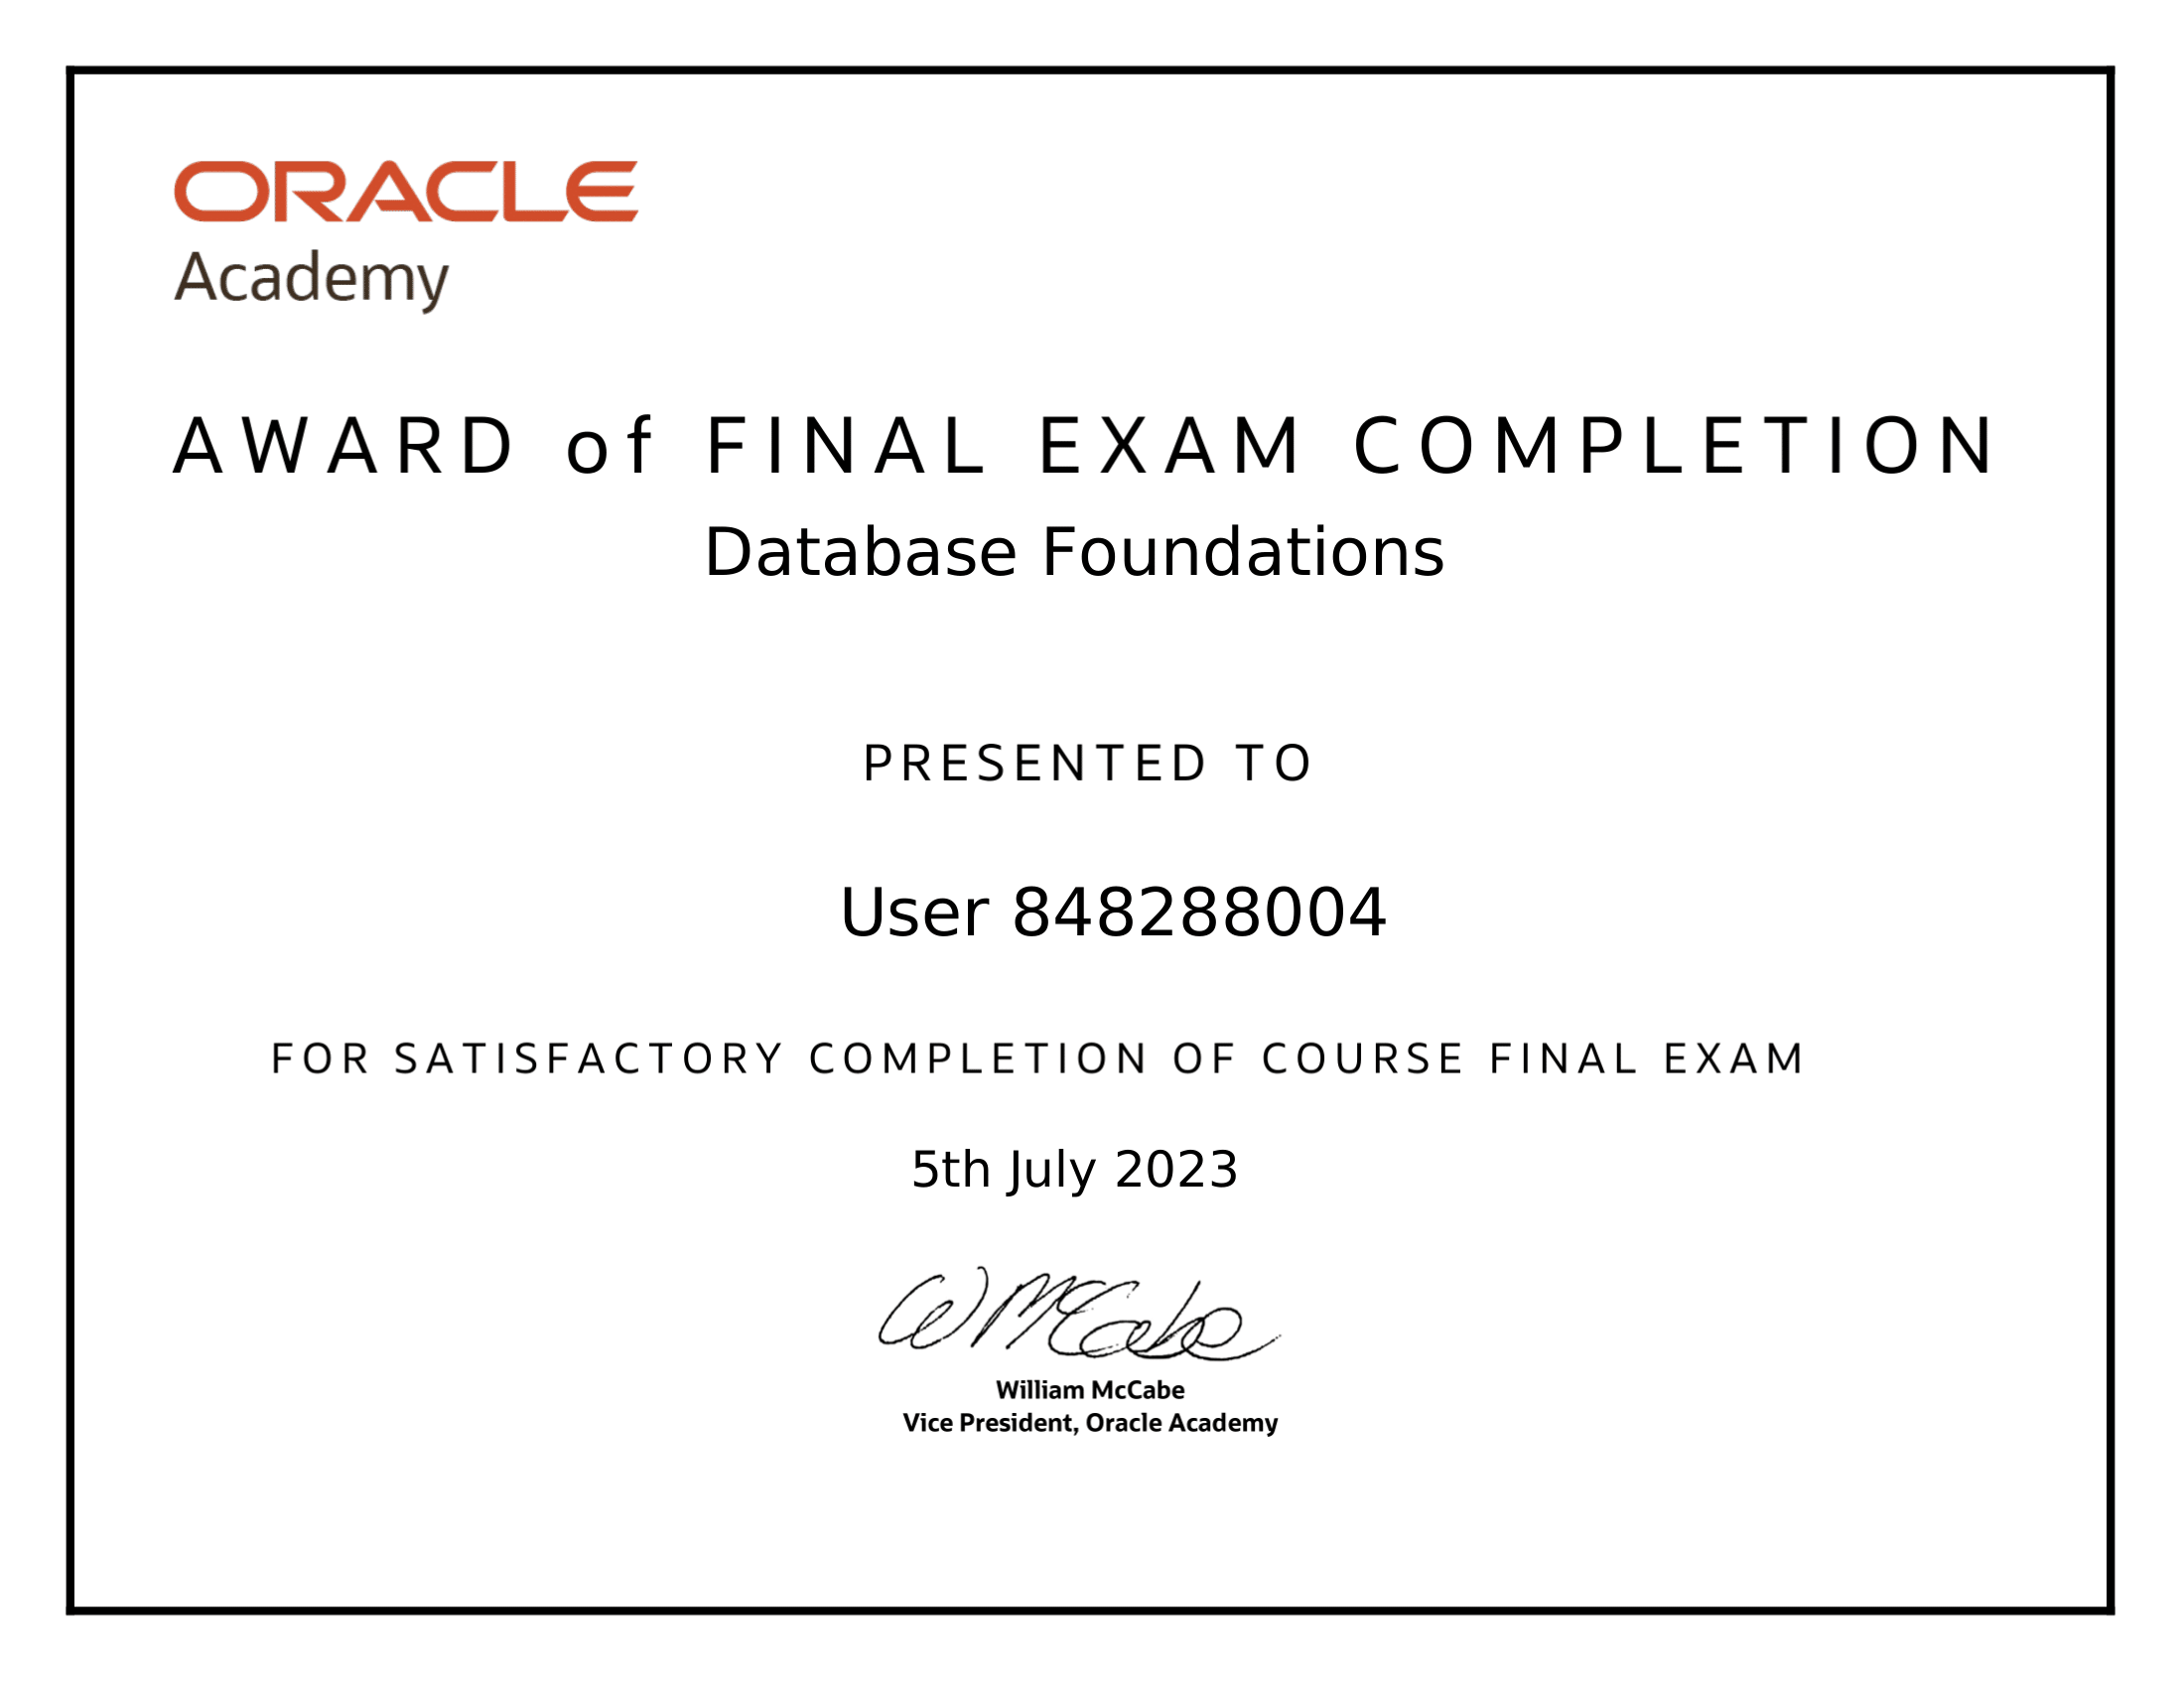 ORACLE
Academy
AWARD of FINAL EXAM COMPLETION
Database Foundations
PRESENTED TO
User 848288004
FOR SATISFACTORY COMPLETION OF COURSE FINAL EXAM
5th July 2023
W McCabe
William McCabe
Vice President, Oracle Academy